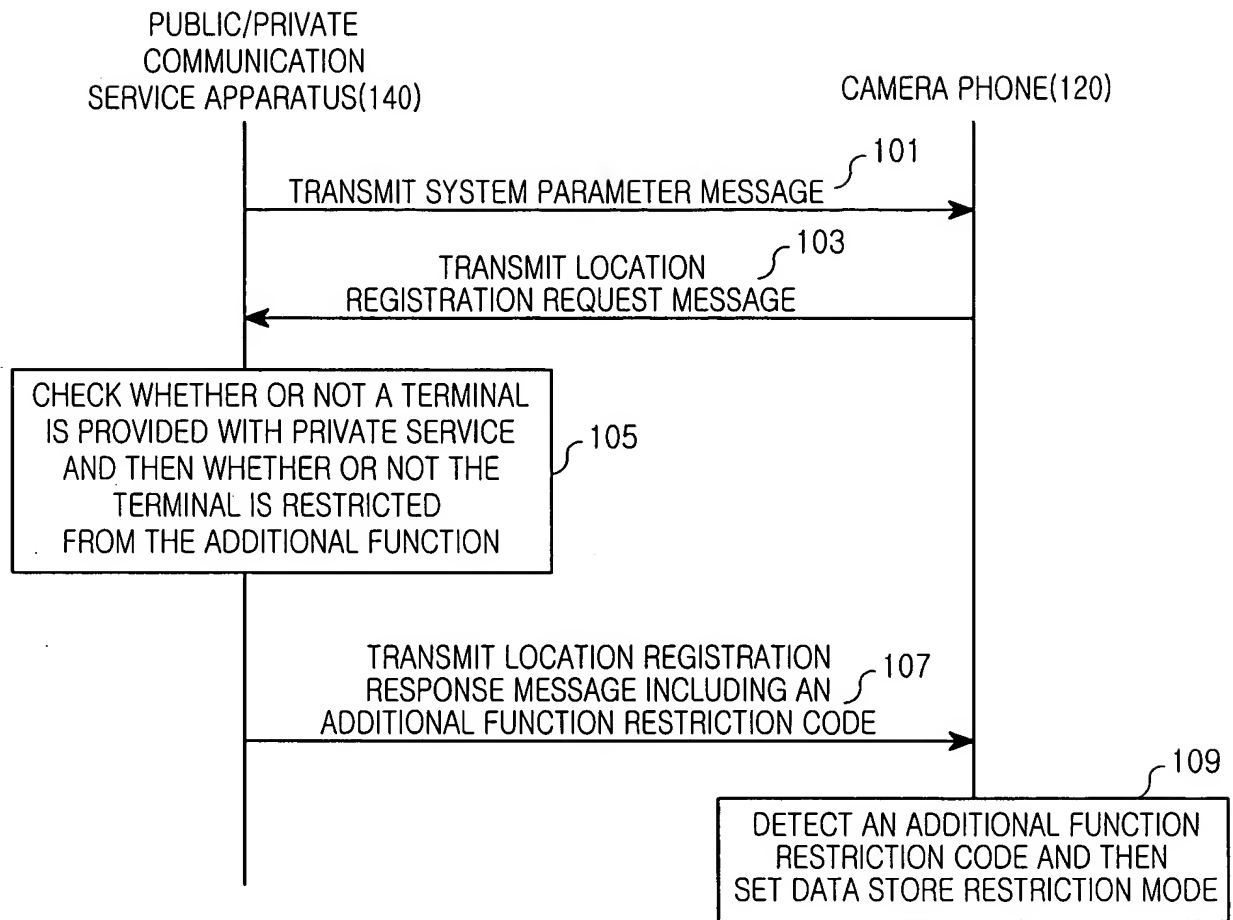 PUBLIC/PRIVATE
COMMUNICATION
SERVICE APPARATUS(140)
CAMERA PHONE(120)
101
TRANSMIT SYSTEM PARAMETER MESSAGE
103
TRANSMIT LOCATION
REGISTRATION REQUEST MESSAGE
CHECK WHETHER OR NOT A TERMINAL
IS PROVIDED WITH PRIVATE SERVICE
AND THEN WHETHER OR NOT THE
TERMINAL IS RESTRICTED
FROM THE ADDITIONAL FUNCTION
105
TRANSMIT LOCATION REGISTRATION
RESPONSE MESSAGE INCLUDING AN
ADDITIONAL FUNCTION RESTRICTION CODE
107
109
DETECT AN ADDITIONAL FUNCTION
RESTRICTION CODE AND THEN
SET DATA STORE RESTRICTION MODE